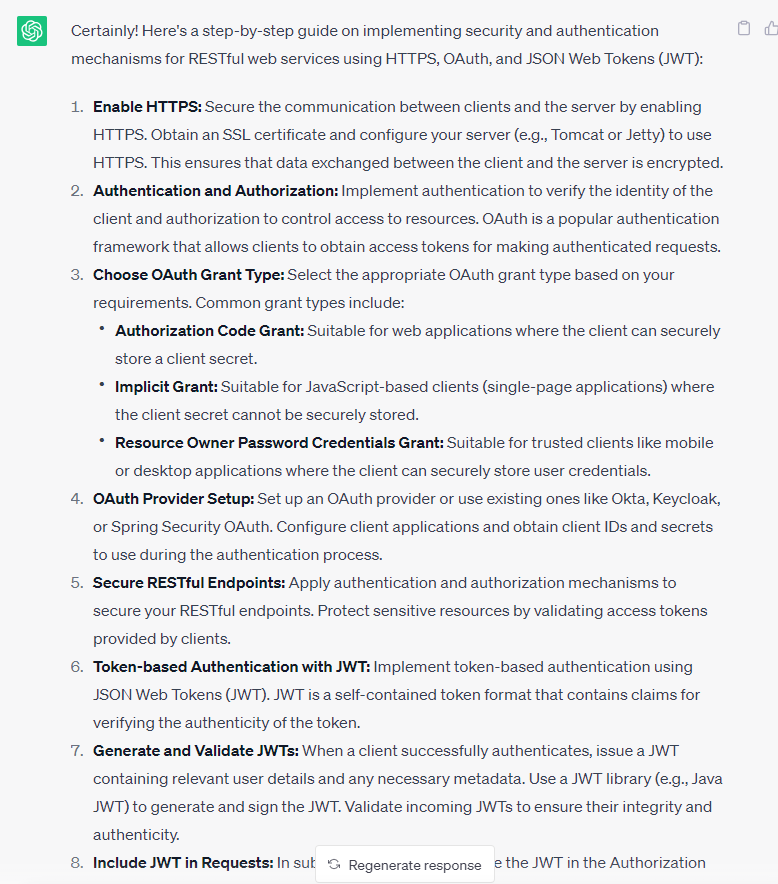 Certainly! Here's a step-by-step guide on implementing security and authentication
mechanisms for RESTful web services using HTTPS, OAuth, and JSON Web Tokens (JWT):
1. Enable HTTPS: Secure the communication between clients and the server by enabling
HTTPS. Obtain an SSL certificate and configure your server (e.g., Tomcat or Jetty) to use
HTTPS. This ensures that data exchanged between the client and the server is encrypted.
2. Authentication and Authorization: Implement authentication to verify the identity of the
client and authorization to control access to resources. OAuth is a popular authentication
framework that allows clients to obtain access tokens for making authenticated requests.
3. Choose OAuth Grant Type: Select the appropriate OAuth grant type based on your
requirements. Common grant types include:
• Authorization Code Grant: Suitable for web applications where the client can securely
store a client secret.
• Implicit Grant: Suitable for JavaScript-based clients (single-page applications) where
the client secret cannot be securely stored.
• Resource Owner Password Credentials Grant: Suitable for trusted clients like mobile
or desktop applications where the client can securely store user credentials.
4. OAuth Provider Setup: Set up an OAuth provider or use existing ones like Okta, Keycloak,
or Spring Security OAuth. Configure client applications and obtain client IDs and secrets
to use during the authentication process.
5. Secure RESTful Endpoints: Apply authentication and authorization mechanisms to
secure your RESTful endpoints. Protect sensitive resources by validating access tokens
provided by clients.
6. Token-based Authentication with JWT: Implement token-based authentication using
JSON Web Tokens (JWT). JWT is a self-contained token format that contains claims for
verifying the authenticity of the token.
7. Generate and Validate JWTs: When a client successfully authenticates, issue a JWT
containing relevant user details and any necessary metadata. Use a JWT library (e.g., Java
JWT) to generate and sign the JWT. Validate incoming JWTs to ensure their integrity and
authenticity.
8. Include JWT in Requests: In the JWT in the Authorization
Regenerate response